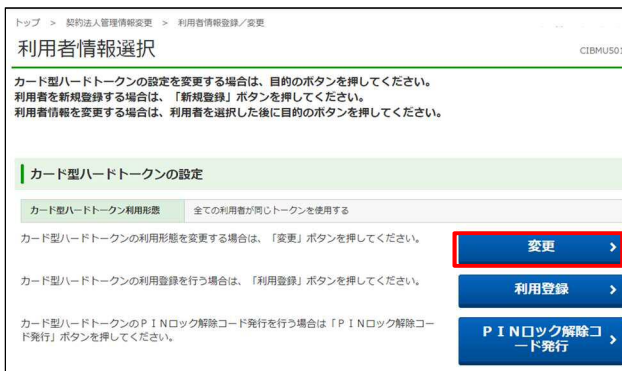 トップ > 契約法人管理情報変更 > 利用者情報登録／変更
利用者情報選択
CIBMUS01
カード型ハードトークンの設定を変更する場合は、目的のボタンを押してください。
利用者を新規登録する場合は、「新規登録」ボタンを押してください。
利用者情報を変更する場合は、利用者を選択した後に目的のボタンを押してください。
カード型ハードトークンの設定
カード型ハードトークン利用形態 全ての利用者が同じトークンを使用する
カード型ハードトークンの利用形態を変更する場合は、「変更」ボタンを押してください。
変更
カード型ハードトークンの利用登録を行う場合は、「利用登録」ボタンを押してください。
利用登録
カード型ハードトークンのＰＩＮロック解除コード発行を行う場合は「ＰＩＮロック解除コー
ド発行」ボタンを押してください。
ＰＩＮロック解除コ
ード発行